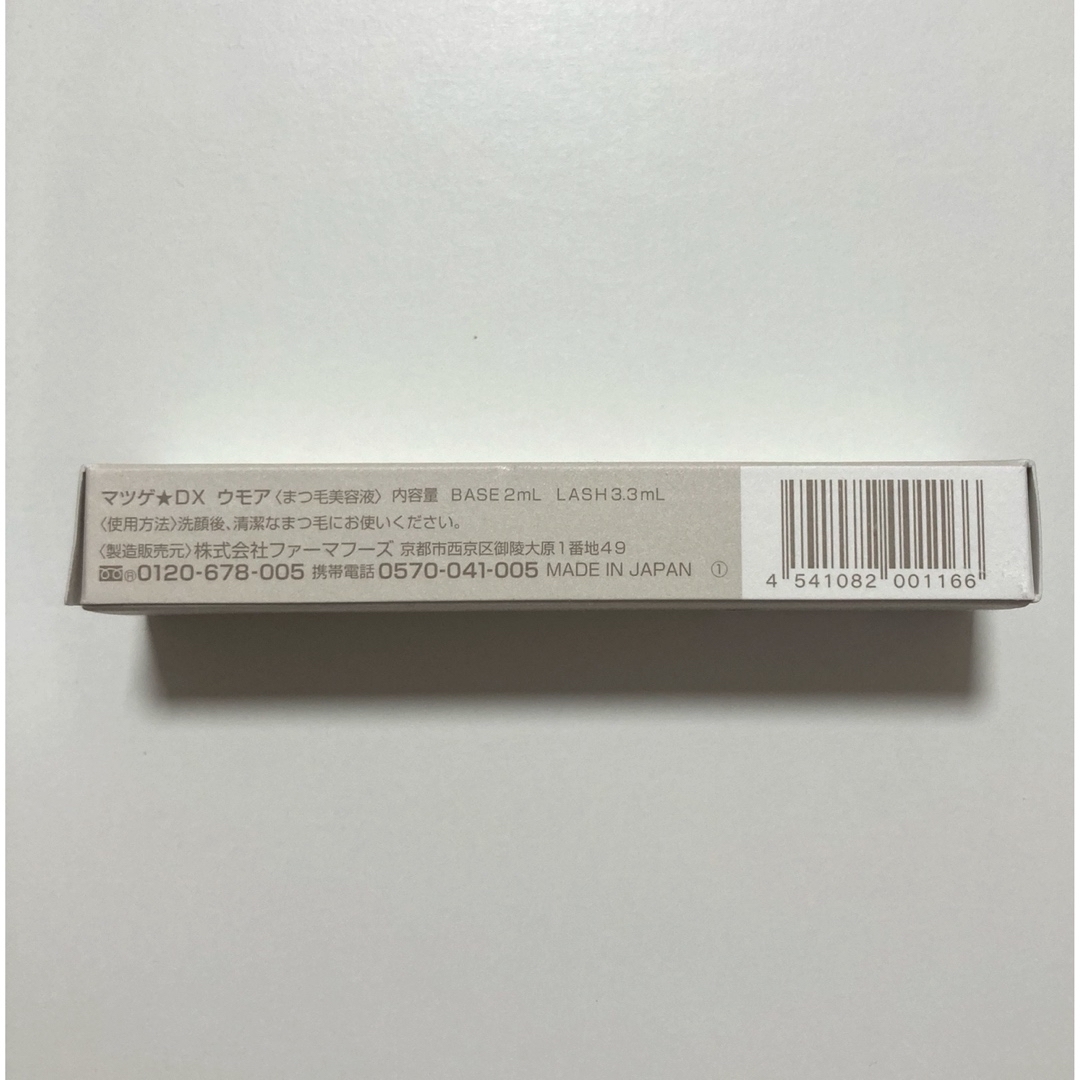 マツゲ★DX ウモア〈まつ毛美容液〉 内容量 BASE 2mL LASH 3.3mL
〈使用方法〉洗顔後、清潔なまつ毛にお使いください。
〈製造販売元〉株式会社ファーマフーズ 京都市西京区御陵大原1番地49
®0120-678-005 携帯電話 0570-041-005 MADE IN JAPAN ①
4 541082 001166